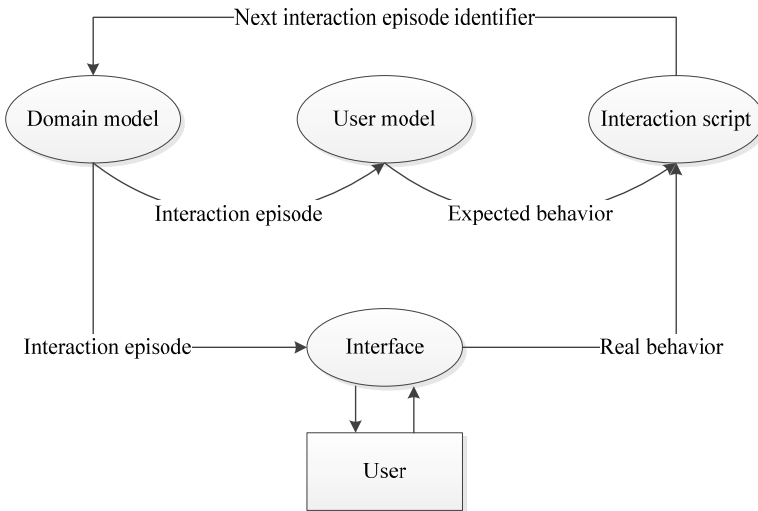 Next interaction episode identifier
Domain model
User model
Interaction script
Interaction episode
Expected behavior
Interaction episode
Interface
Real behavior
User